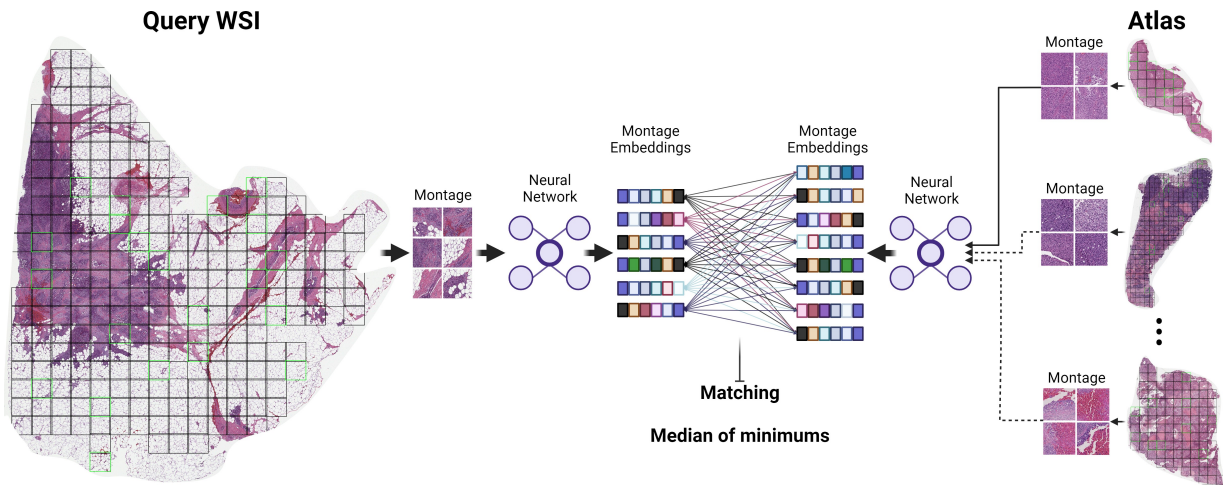 Query WSI
Atlas
Montage
Montage
Embeddings
Montage
Embeddings
Neural
Network
Montage
Neural
Network
Montage
Montage
Matching
Median of minimums